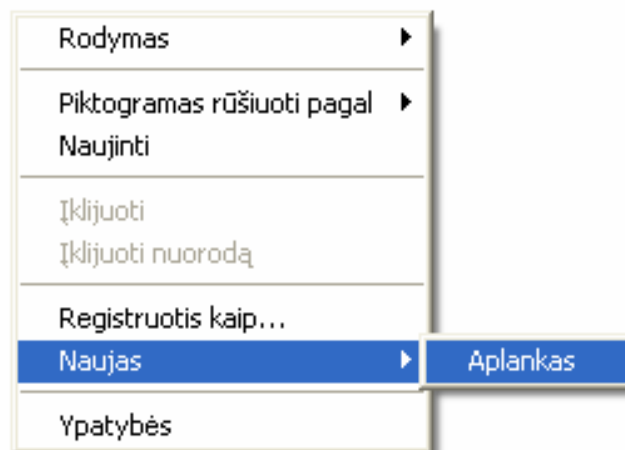 Rodymas
Piktogramas rūšiuoti pagal
Naujinti
Įklijuoti
Įklijuoti nuorodą
Registruotis kaip...
Naujas
Aplankas
Ypatybės